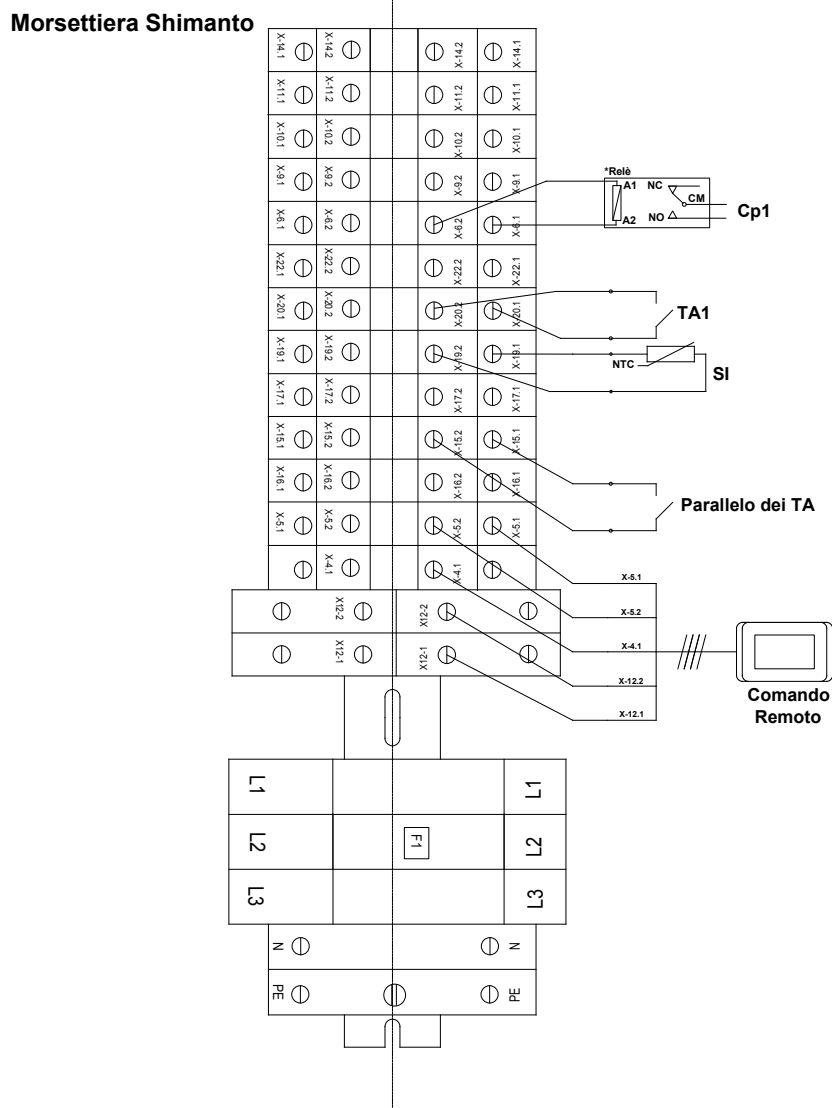 Morsettiera Shimanto
X-14.1 X-14.2 X-14.2 X-14.1
X-11.1 X-11.2 X-11.2 X-11.1
X-10.1 X-10.2 X-10.2 X-10.1
X-9.1 X-9.2 X-9.2 X-9.1
*Relè
A1 NC
CM
A2 NO
Cp1
X-6.1 X-6.2 X-6.2 X-6.1
X-22.1 X-22.2 X-22.2 X-22.1
X-20.1 X-20.2 X-20.2 X-20.1
TA1
X-19.1 X-19.2 X-19.2 X-19.1
NTC
SI
X-17.1 X-17.2 X-17.2 X-17.1
X-15.1 X-15.2 X-15.2 X-15.1
X-16.1 X-16.2 X-16.2 X-16.1
Parallelo dei TA
X-5.1 X-5.2 X-5.2 X-5.1
X-4.1 X-4.1
X-5.1
X12-2 X12-2
X-5.2
X12-1 X12-1
X-4.1
X-12.2
X-12.1
Comando
Remoto
L1 L1
L2 F1 L2
L3 L3
N N
PE PE